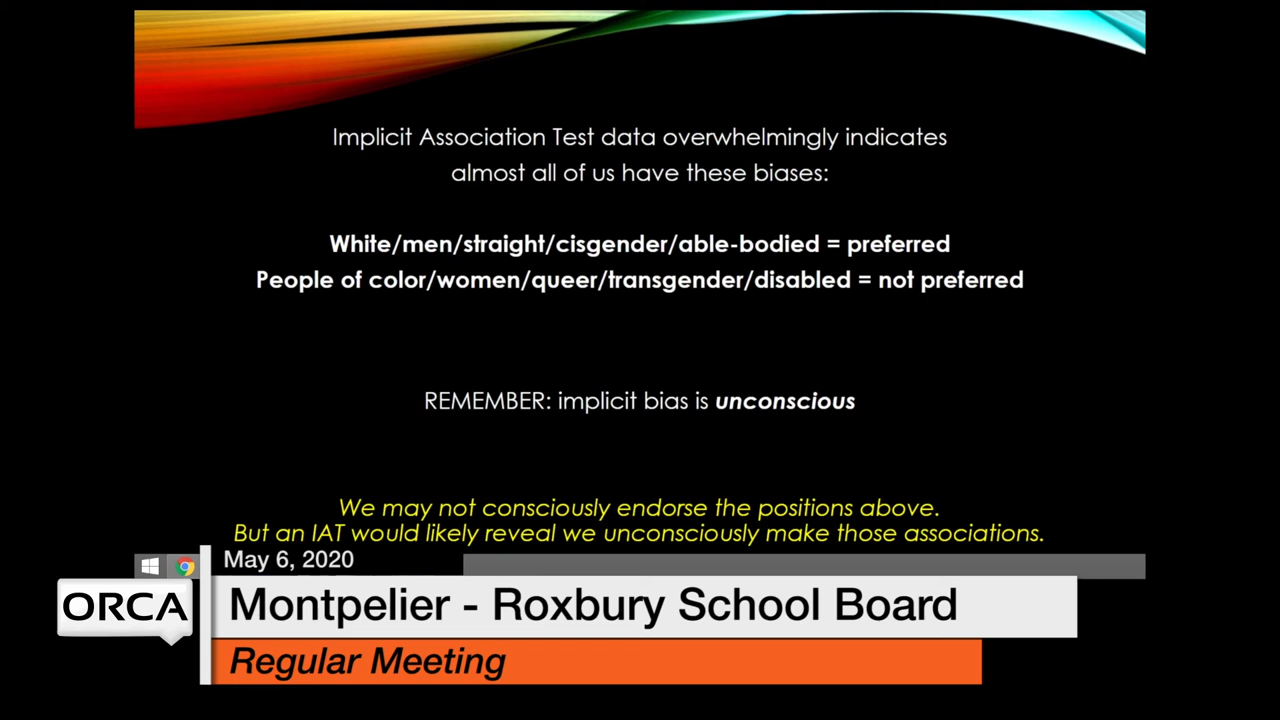 Implicit Association Test data overwhelmingly indicates
almost all of us have these biases:
White/men/straight/cisgender/able-bodied = preferred
People of color/women/queer/transgender/disabled = not preferred
REMEMBER: implicit bias is unconscious
We may not consciously endorse the positions above.
But an IAT would likely reveal we unconsciously make those associations.
May 6, 2020
ORCA
Montpelier - Roxbury School Board
Regular Meeting